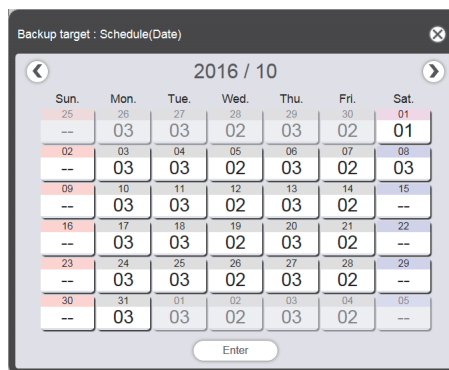 Backup target : Schedule(Date)
2016 / 10
Sun. Mon. Tue. Wed. Thu. Fri. Sat.
25 26 27 28 29 30 01
-- 03 03 02 03 02 01
02 03 04 05 06 07 08
-- 03 03 02 03 02 03
09 10 11 12 13 14 15
-- 03 03 02 03 02 --
16 17 18 19 20 21 22
-- 03 03 02 03 02 --
23 24 25 26 27 28 29
-- 03 03 02 03 02 --
30 31 01 02 03 04 05
-- 03 03 02 03 02 --
Enter